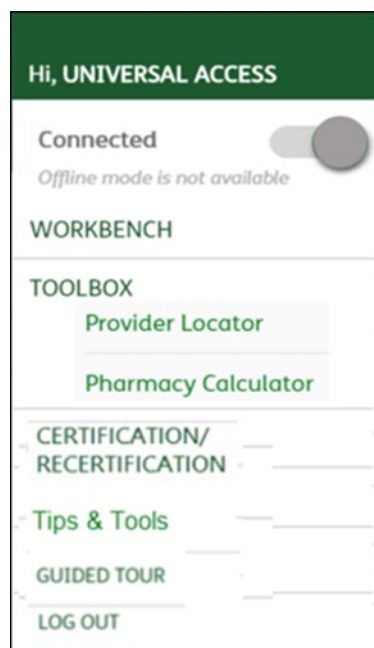 Hi, UNIVERSAL ACCESS
Connected
Offline mode is not available
WORKBENCH
TOOLBOX
Provider Locator
Pharmacy Calculator
CERTIFICATION/
RECERTIFICATION
Tips & Tools
GUIDED TOUR
LOG OUT